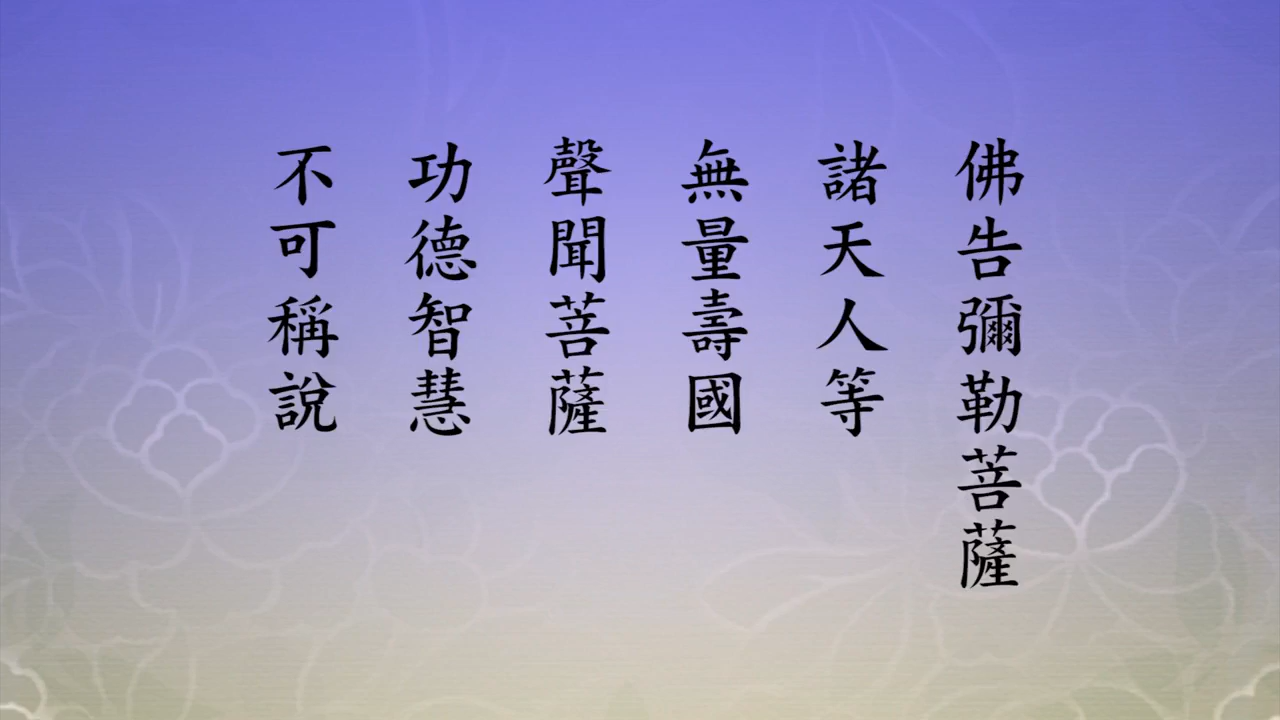 佛告彌勒菩薩
諸天人等
無量壽國
聲聞菩薩
功德智慧
不可稱說